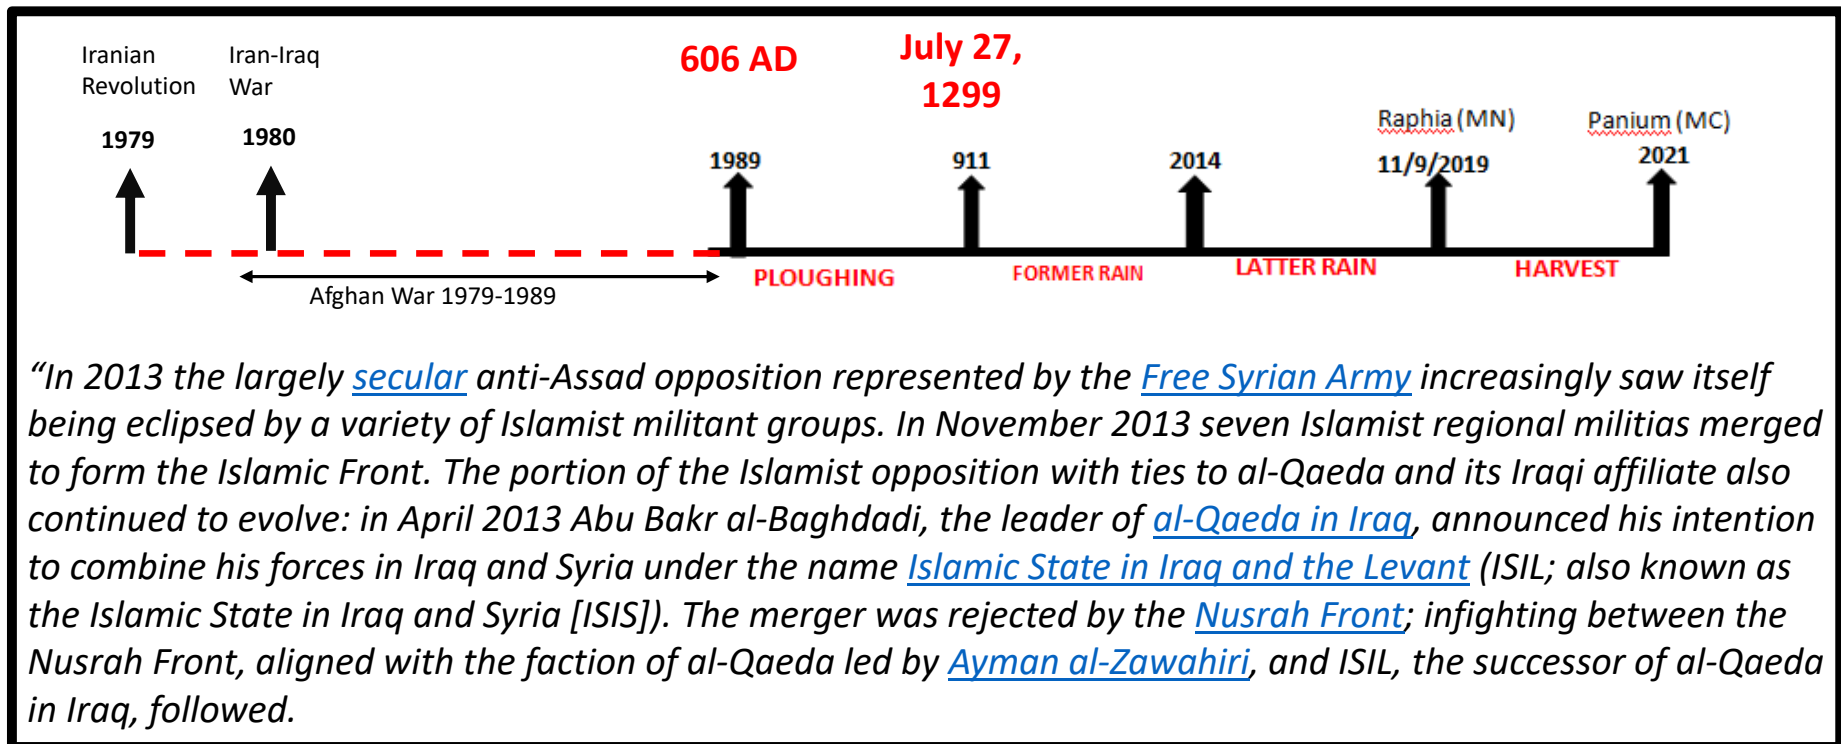 Iranian
Revolution
Iran-Iraq
War
606 AD
July 27,
1299
1979
1980
Raphia (MN)
Panium (MC)
1989
911
2014
11/9/2019
2021
PLOUGHING
FORMER RAIN
LATTER RAIN
HARVEST
Afghan War 1979-1989
“In 2013 the largely secular anti-Assad opposition represented by the Free Syrian Army increasingly saw itself
being eclipsed by a variety of Islamist militant groups. In November 2013 seven Islamist regional militias merged
to form the Islamic Front. The portion of the Islamist opposition with ties to al-Qaeda and its Iraqi affiliate also
continued to evolve: in April 2013 Abu Bakr al-Baghdadi, the leader of al-Qaeda in Iraq, announced his intention
to combine his forces in Iraq and Syria under the name Islamic State in Iraq and the Levant (ISIL; also known as
the Islamic State in Iraq and Syria [ISIS]). The merger was rejected by the Nusrah Front; infighting between the
Nusrah Front, aligned with the faction of al-Qaeda led by Ayman al-Zawahiri, and ISIL, the successor of al-Qaeda
in Iraq, followed.